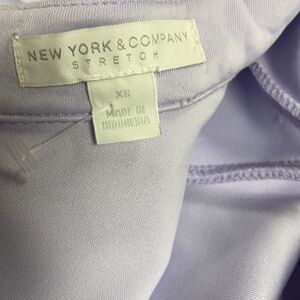 NEW YORK & COMPANY
STRETCH
XS
MADE IN
INDONESIA